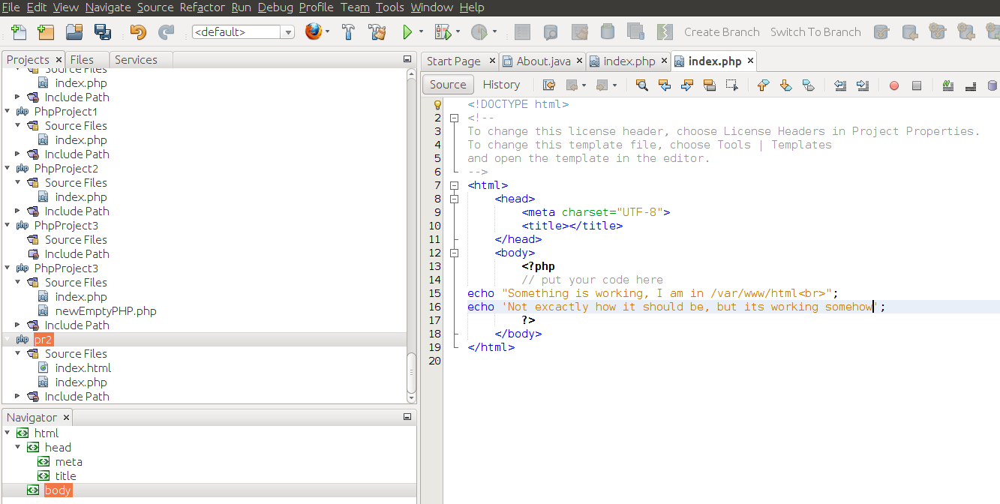 File Edit View Navigate Source Refactor Run Debug Profile Team Tools Window Help
<default> Create Branch Switch To Branch
Projects Files Services
Source Files
index.php
Include Path
PhpProject1
Source Files
index.php
Include Path
PhpProject2
Source Files
index.php
Include Path
PhpProject3
Source Files
Include Path
PhpProject3
Source Files
index.php
newEmptyPHP.php
Include Path
pr2
Source Files
index.html
index.php
Include Path
Navigator
html
head
meta
title
body
Start Page About.java index.php index.php
Source History
<!DOCTYPE html>
2 <!--
3 To change this license header, choose License Headers in Project Properties.
4 To change this template file, choose Tools | Templates
5 and open the template in the editor.
6 -->
7 <html>
8 <head>
9 <meta charset="UTF-8">
10 <title></title>
11 </head>
12 <body>
13 <?php
14 // put your code here
15 echo "Something is working, I am in /var/www/html<br>";
16 echo 'Not excactly how it should be, but its working somehow';
17 ?>
18 </body>
19 </html>
20